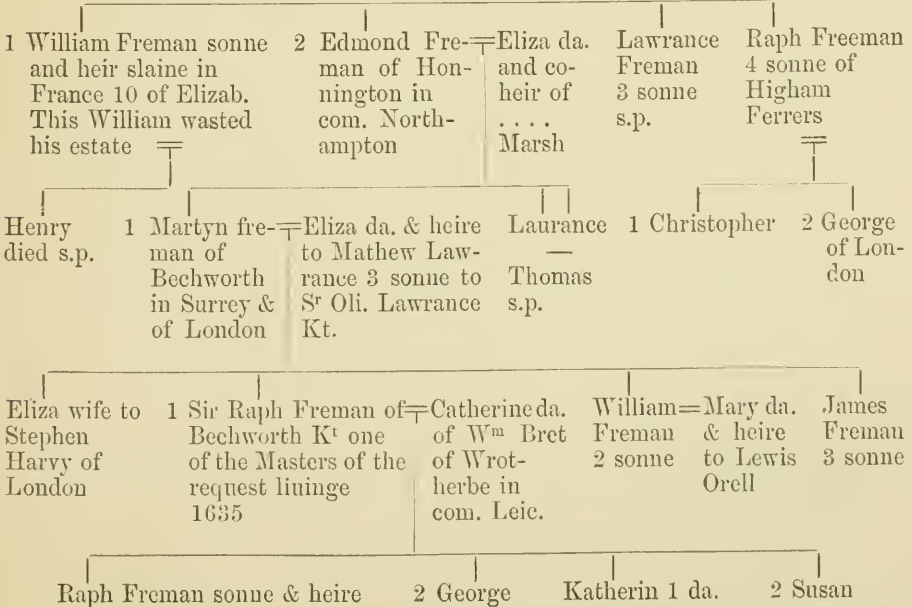 1 William Freman sonne
and heir slaine in
France 10 of Elizab.
This William wasted
his estate
2 Edmond Fre-
man of Hon-
nington in
com. North-
ampton
Eliza da.
and co-
heir of
. . . .
Marsh
Lawrance
Freman
3 sonne
s.p.
Raph Freeman
4 sonne of
Higham
Ferrers
Henry
died s.p.
1 Martyn fre-
man of
Bechworth
in Surrey &
of London
Eliza da. & heire
to Mathew Law-
rance 3 sonne to
Sr Oli. Lawrance
Kt.
Laurance
—
Thomas
s.p.
1 Christopher
2 George
of Lon-
don
Eliza wife to
Stephen
Harvy of
London
1 Sir Raph Freman of
Bechworth Kt one
of the Masters of the
request liuinge
1635
Catherine da.
of Wm Bret
of Wrot-
herbe in
com. Leic.
William
Freman
2 sonne
Mary da.
& heire
to Lewis
Orell
James
Freman
3 sonne
Raph Freman sonne & heire
2 George
Katherin 1 da.
2 Susan